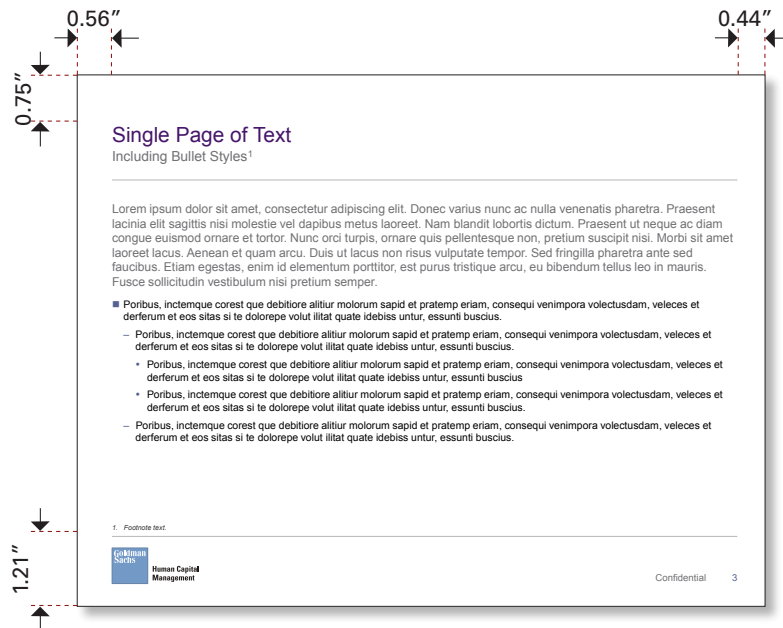 0.56”
0.44”
0.75”
Single Page of Text
Including Bullet Styles¹
Lorem ipsum dolor sit amet, consectetur adipiscing elit. Donec varius nunc ac nulla venenatis pharetra. Praesent
lacinia elit sagittis nisi molestie vel dapibus metus laoreet. Nam blandit lobortis dictum. Praesent ut neque ac diam
congue euismod ornare et tortor. Nunc orci turpis, ornare quis pellentesque non, pretium suscipit nisi. Morbi sit amet
laoreet lacus. Aenean et quam arcu. Duis ut lacus non risus vulputate tempor. Sed fringilla pharetra ante sed
faucibus. Etiam egestas, enim id elementum porttitor, est purus tristique arcu, eu bibendum tellus leo in mauris.
Fusce sollicitudin vestibulum nisi pretium semper.
■ Poribus, inctemque corest que debitiore alitiur molorum sapid et pratemp eriam, consequi venimpora volectusdam, veleces et
derferum et eos sitas si te dolorepe volut ilitat quate idebiss untur, essunti buscius.
– Poribus, inctemque corest que debitiore alitiur molorum sapid et pratemp eriam, consequi venimpora volectusdam, veleces et
derferum et eos sitas si te dolorepe volut ilitat quate idebiss untur, essunti buscius.
• Poribus, inctemque corest que debitiore alitiur molorum sapid et pratemp eriam, consequi venimpora volectusdam, veleces et
derferum et eos sitas si te dolorepe volut ilitat quate idebiss untur, essunti buscius
• Poribus, inctemque corest que debitiore alitiur molorum sapid et pratemp eriam, consequi venimpora volectusdam, veleces et
derferum et eos sitas si te dolorepe volut ilitat quate idebiss untur, essunti buscius.
– Poribus, inctemque corest que debitiore alitiur molorum sapid et pratemp eriam, consequi venimpora volectusdam, veleces et
derferum et eos sitas si te dolorepe volut ilitat quate idebiss untur, essunti buscius.
1. Footnote text.
1.21”
Goldman
Sachs
Human Capital
Management
Confidential 3